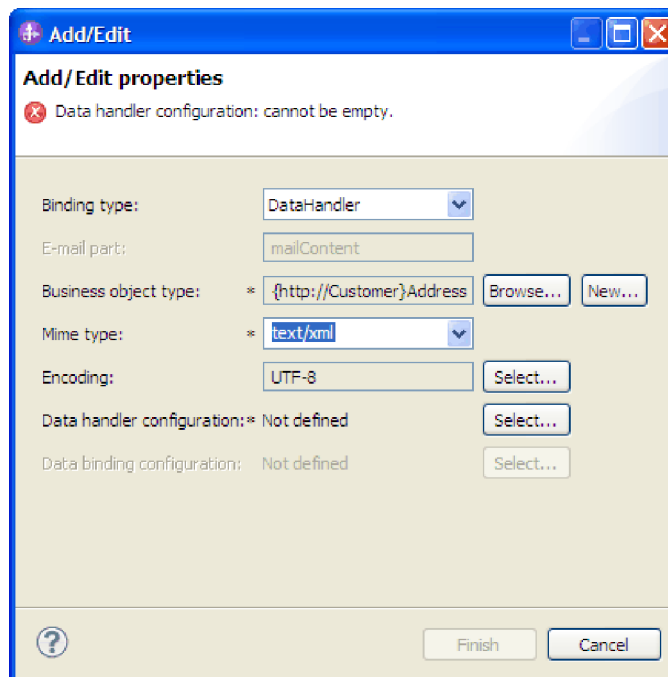 Add/Edit
Add/Edit properties
Data handler configuration: cannot be empty.
Binding type: DataHandler
E-mail part: mailContent
Business object type: * {http://Customer}Address Browse... New...
Mime type: * text/xml
Encoding: UTF-8 Select...
Data handler configuration:* Not defined Select...
Data binding configuration: Not defined Select...
? Finish Cancel